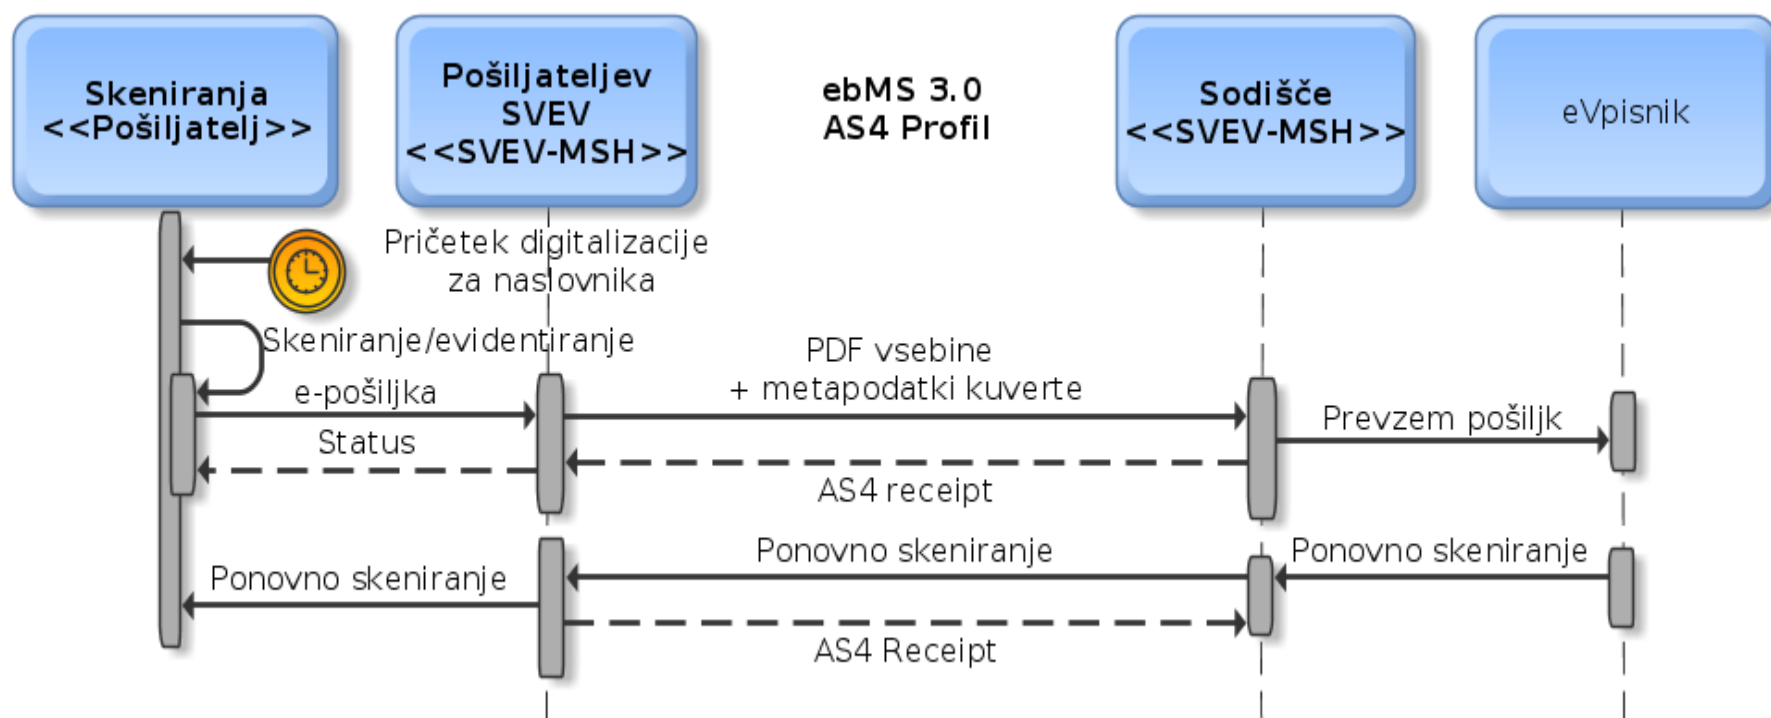 Skeniranja
<<Pošiljatelj>>
Pošiljateljev
SVEV
<<SVEV-MSH>>
ebMS 3.0
AS4 Profil
Sodišče
<<SVEV-MSH>>
eVpisnik
Pričetek digitalizacije
za naslovnika
Skeniranje/evidentiranje
PDF vsebine
+ metapodatki kuverte
e-pošiljka
Prevzem pošiljk
Status
AS4 receipt
Ponovno skeniranje
Ponovno skeniranje
Ponovno skeniranje
AS4 Receipt